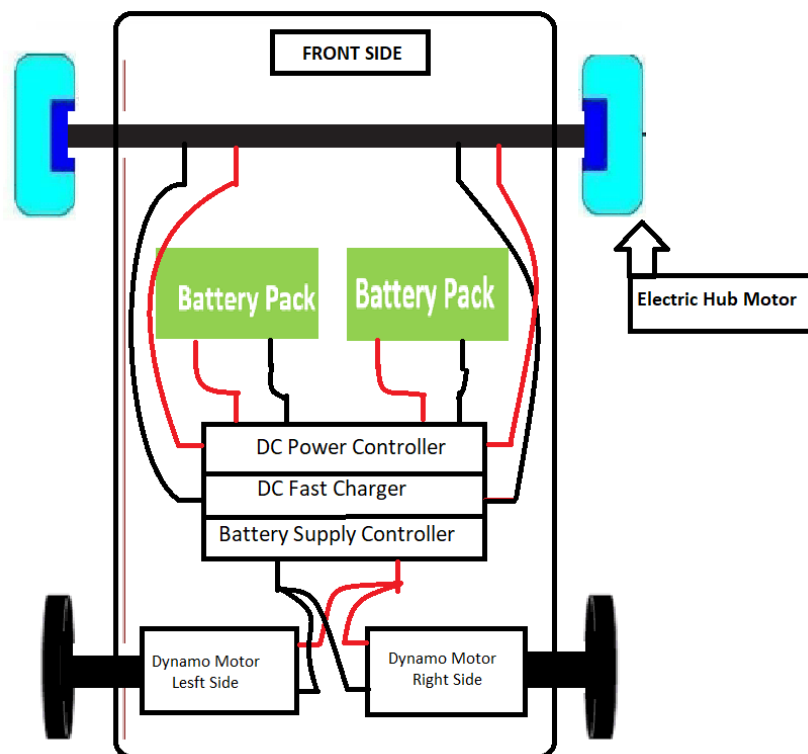 FRONT SIDE
Battery Pack
Battery Pack
Electric Hub Motor
DC Power Controller
DC Fast Charger
Battery Supply Controller
Dynamo Motor
Lesft Side
Dynamo Motor
Right Side